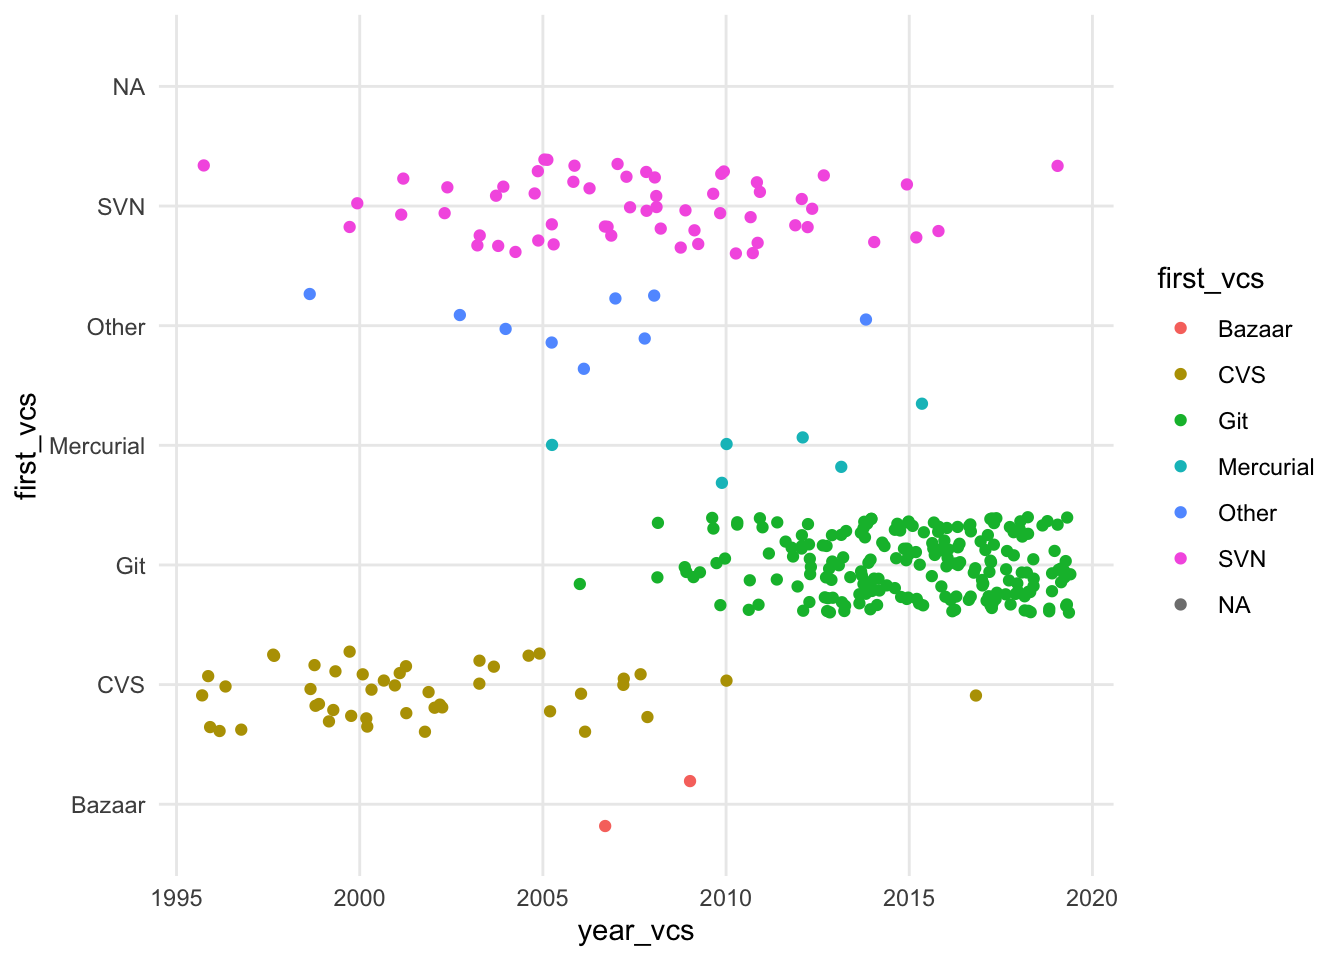 NA
SVN
Other
Mercurial
Git
CVS
Bazaar
first_vcs
1995 2000 2005 2010 2015 2020
year_vcs
first_vcs
Bazaar
CVS
Git
Mercurial
Other
SVN
NA